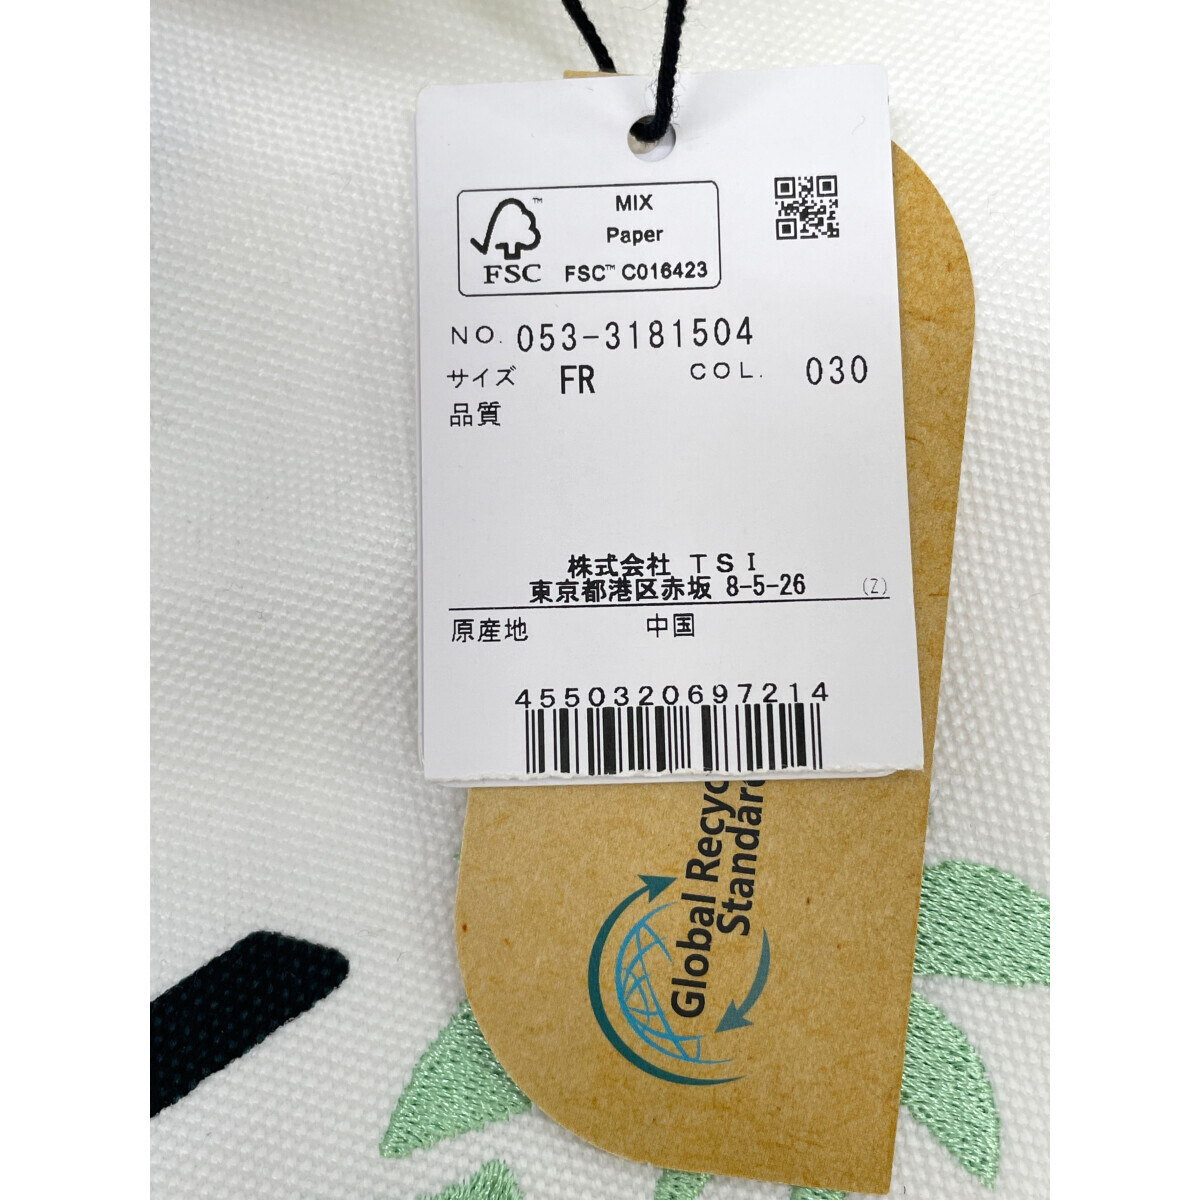 MIX
Paper
FSC™ C016423
™
FSC
NO. 053-3181504
サイズ FR COL. 030
品質
株式会社 TSI
東京都港区赤坂 8-5-26 (Z)
原産地 中国
4550320697214
Global Recyc
Standard